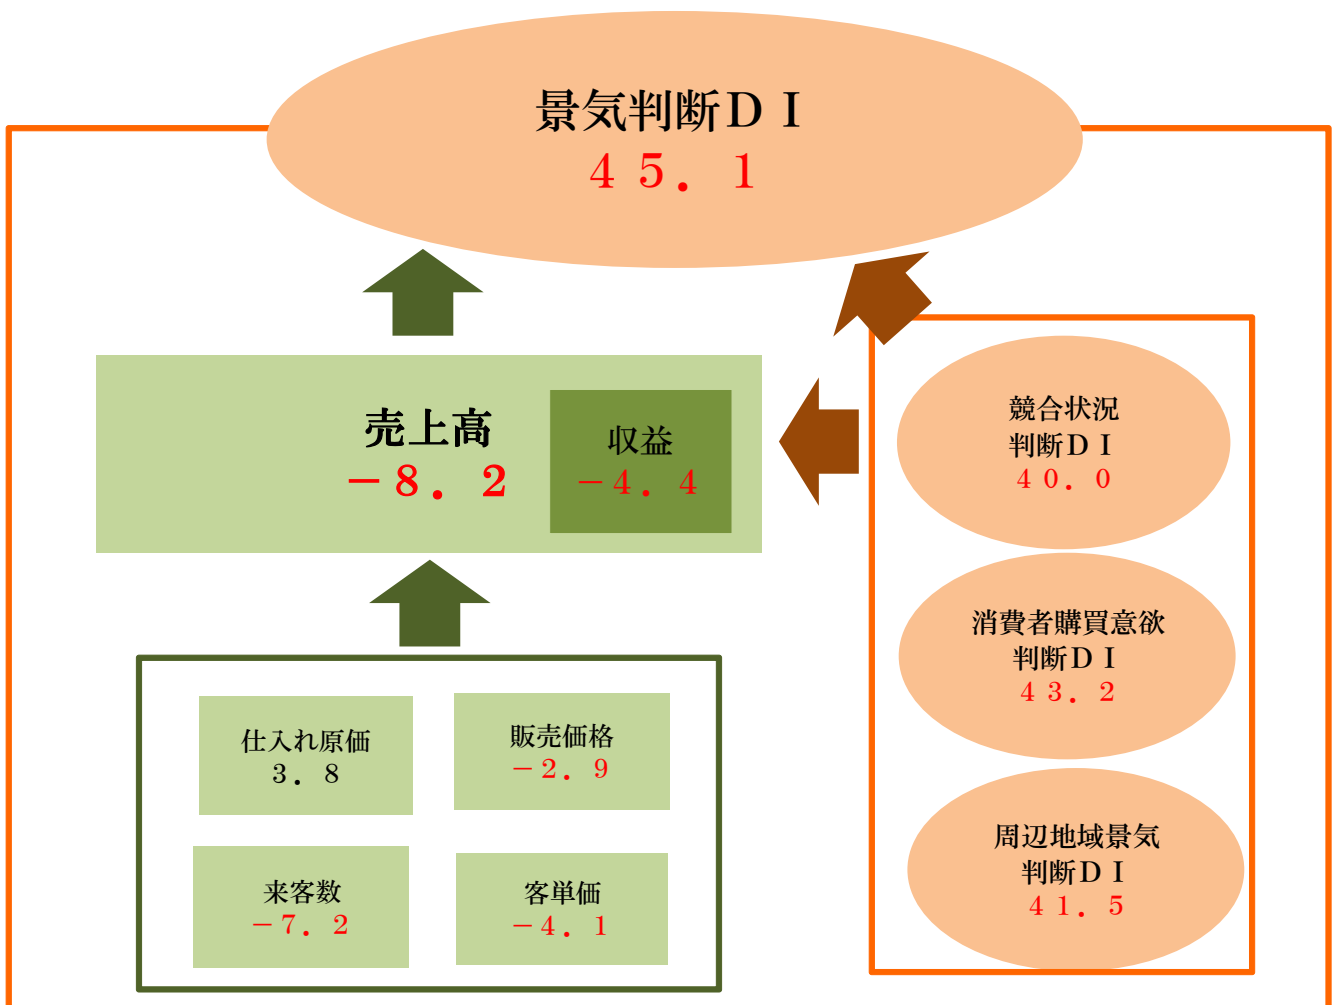 景気判断ＤＩ
４５．１
売上高
－８．２
収益
－４．４
競合状況
判断ＤＩ
４０．０
消費者購買意欲
判断ＤＩ
４３．２
周辺地域景気
判断ＤＩ
４１．５
仕入れ原価
３．８
販売価格
－２．９
来客数
－７．２
客単価
－４．１